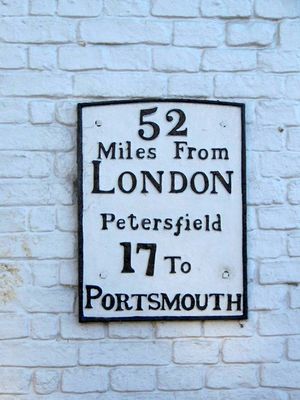 52
Miles From
LONDON
Petersfield
17 To
PORTSMOUTH